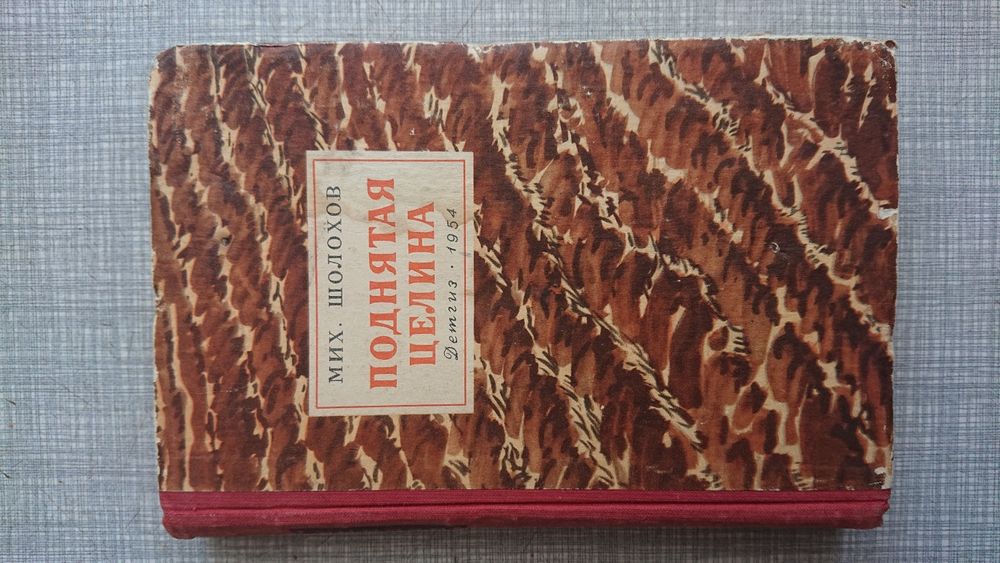 МИХ. ШОЛОХОВ
ПОДНЯТАЯ
ЦЕЛИНА
Детгиз · 1954